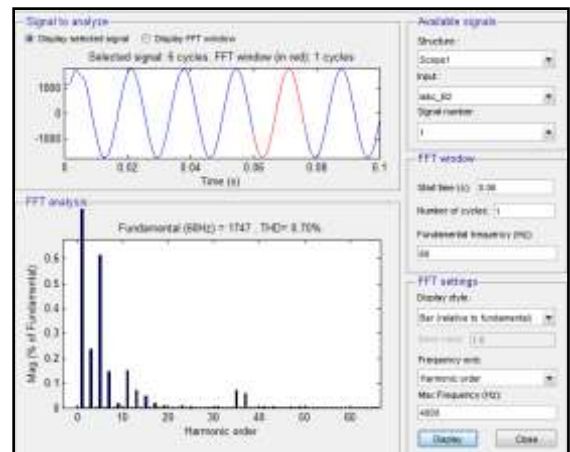 Signal to analyze
Display selected signal Display FFT window
Selected signal: 6 cycles. FFT window (in red): 1 cycles
1000
0
-1000
0 0.02 0.04 0.06 0.08 0.1
Time (s)
FFT analysis
Fundamental (60Hz) = 1747 , THD= 0.70%
0.6
0.5
0.4
0.3
0.2
0.1
0
Mag (% of Fundamental)
0 10 20 30 40 50 60
Harmonic order
Available signals
Structure :
Scope1
Input :
Signal number:
1
FFT window
Start time (s):
Number of cycles: 1
Fundamental frequency (Hz):
60
FFT settings
Display style :
Bar (relative to fundamental)
1.0
Frequency axis:
Harmonic order
Max Frequency (Hz):
4000
Display Close